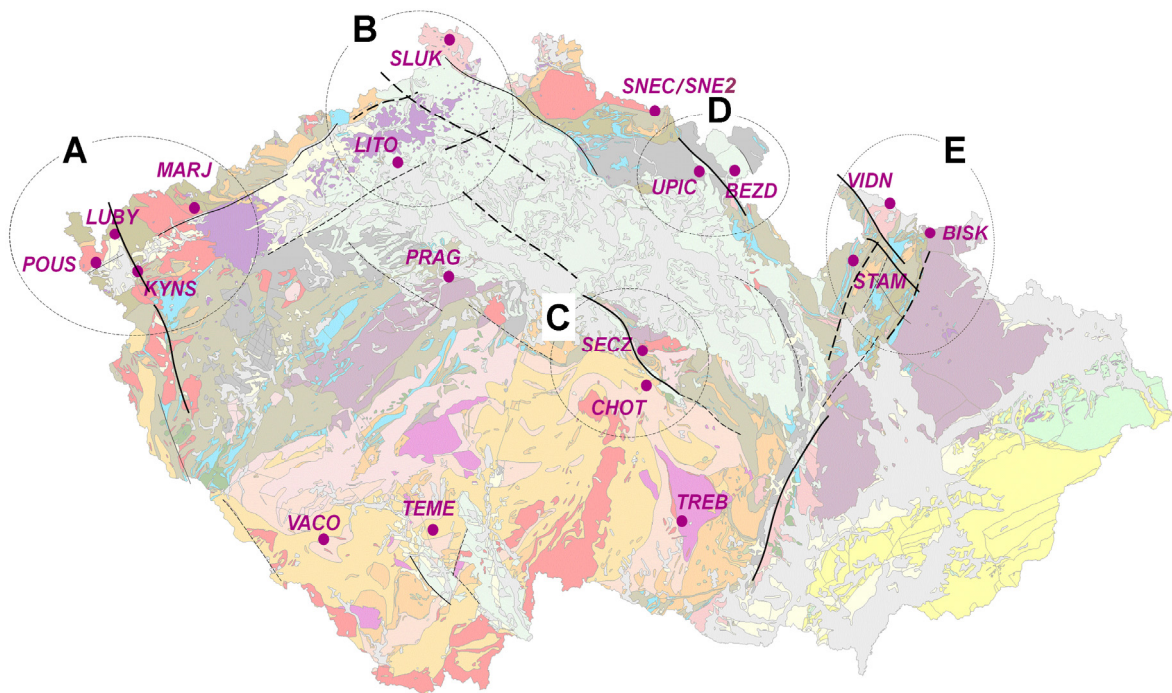 B
SLUK
SNEC/SNE2
D
A
LITO
MARJ
E
UPIC
BEZD
VIDN
LUBY
BISK
POUS
PRAG
STAM
KYNS
C
SECZ
CHOT
TREB
TEME
VACO